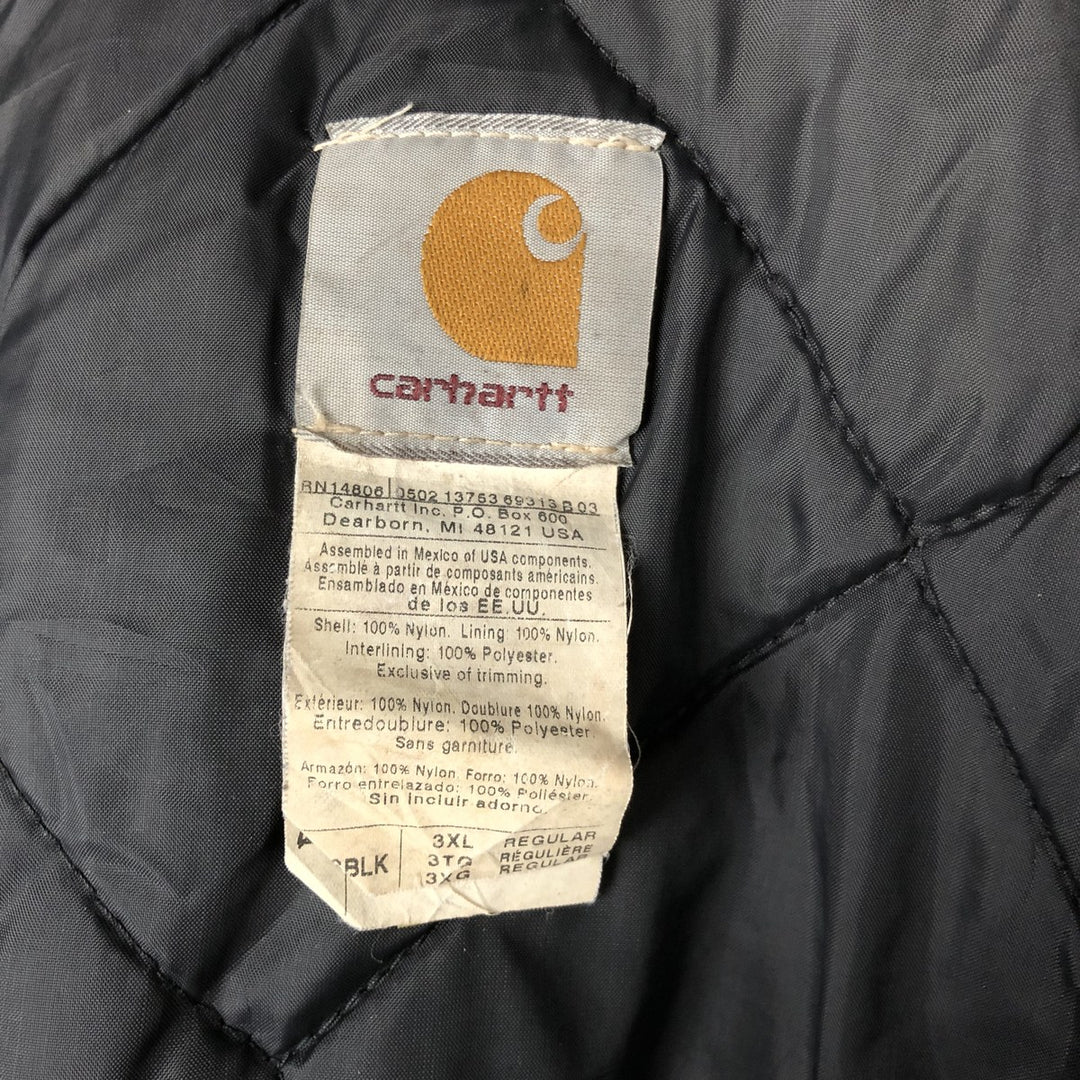 carhartt
RN14806 0502 13753 69313 B 03
Carhartt Inc. P.O. Box 600
Dearborn, MI 48121 USA
Assembled in Mexico of USA components.
Assemblé à partir de composants américains.
Ensamblado en México de componentes
de los EE.UU.
Shell: 100% Nylon. Lining: 100% Nylon.
Interlining: 100% Polyester.
Exclusive of trimming.
Extérieur: 100% Nylon. Doublure 100% Nylon.
Entredoublure: 100% Polyester.
Sans garniture.
Armazón: 100% Nylon. Forro: 100% Nylon.
Forro entrelazado: 100% Poliéster.
Sin incluir adorno.
BLK
3XL REGULAR
3TG RÉGULIÈRE
3XG REGULAR